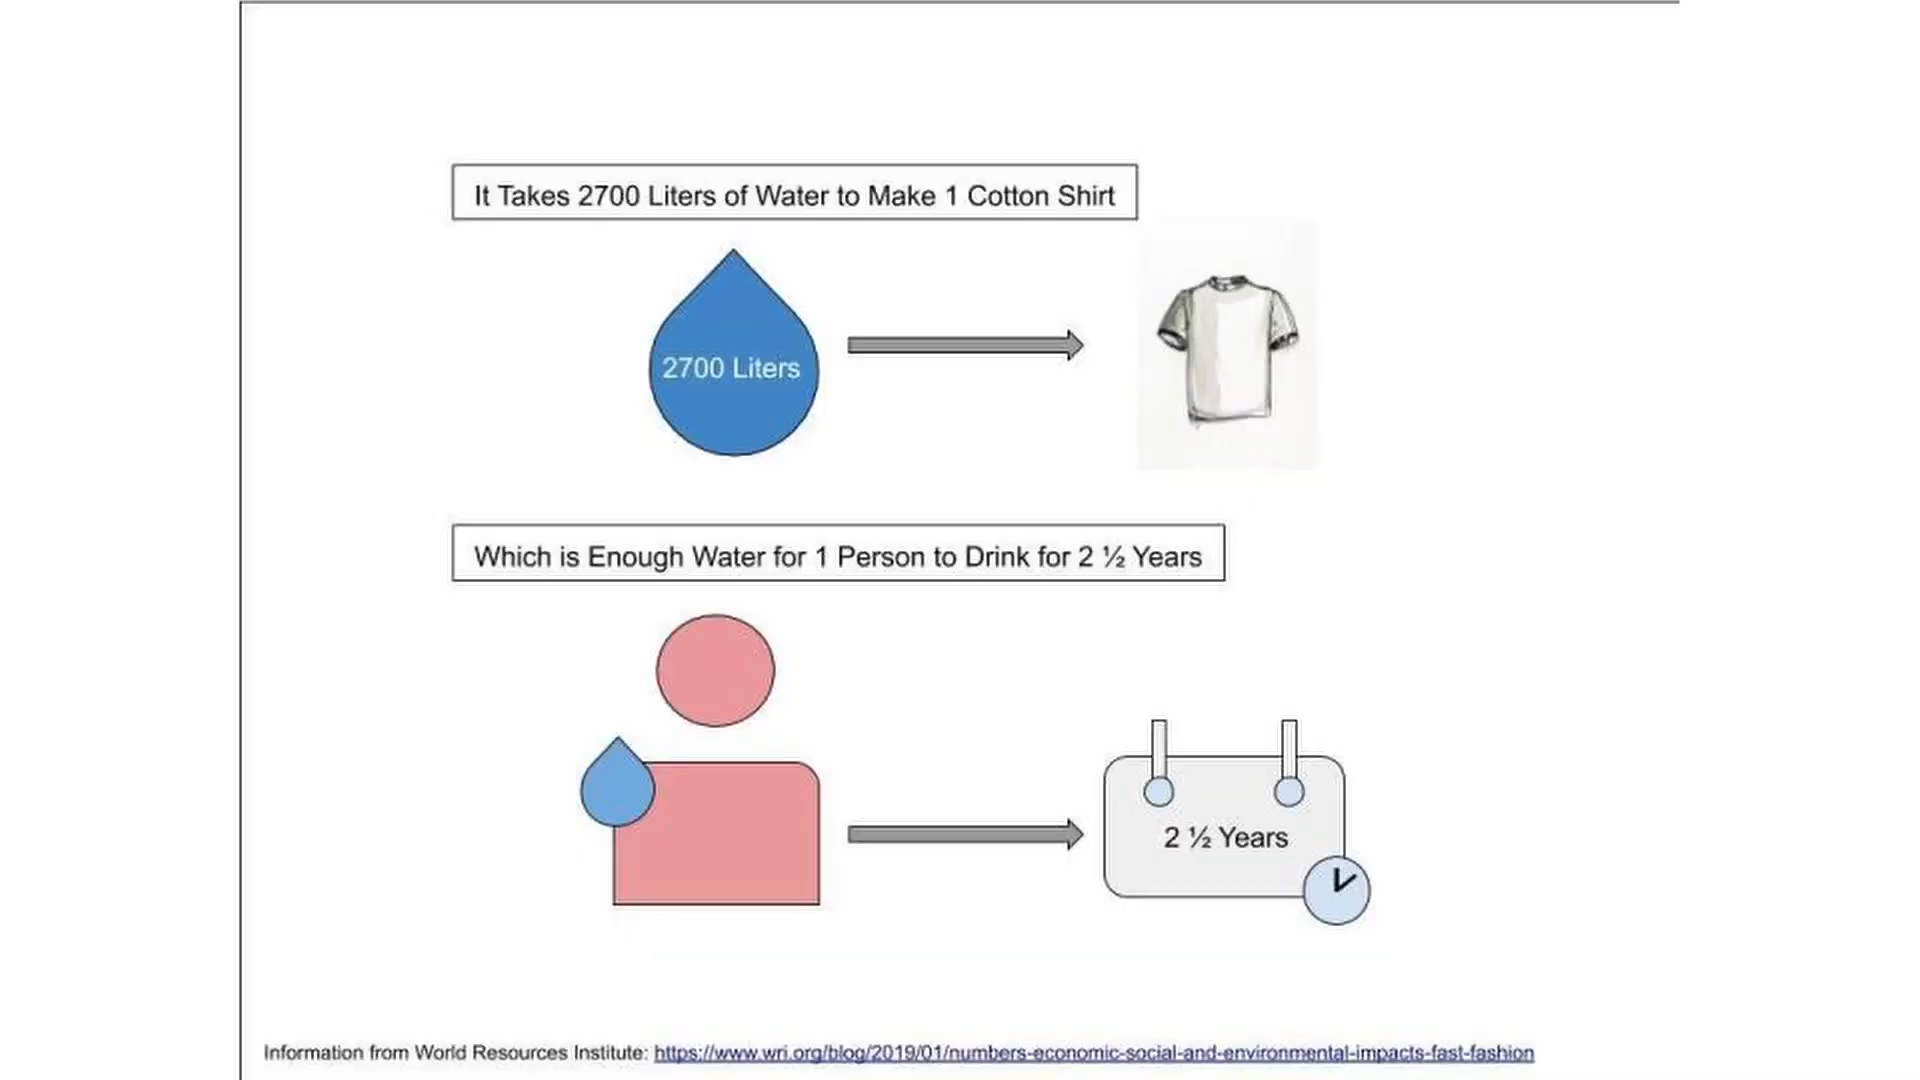 It Takes 2700 Liters of Water to Make 1 Cotton Shirt
2700 Liters
Which is Enough Water for 1 Person to Drink for 2 ½ Years
2 ½ Years
Information from World Resources Institute: https://www.wri.org/blog/2019/01/numbers-economic-social-and-environmental-impacts-fast-fashion